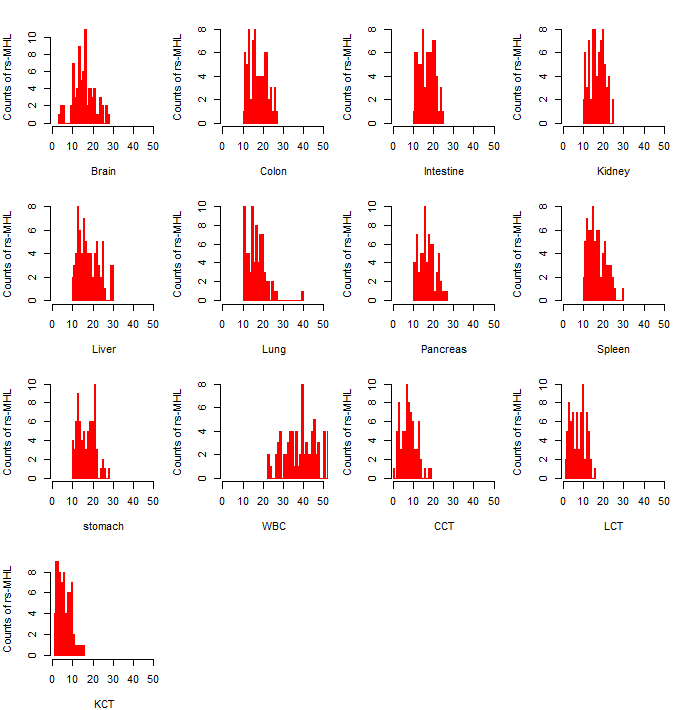 Counts of rs-MHL
0 2 4 6 8 10
0 10 20 30 40 50
Brain
Counts of rs-MHL
0 2 4 6 8
0 10 20 30 40 50
Colon
Counts of rs-MHL
0 2 4 6 8
0 10 20 30 40 50
Intestine
Counts of rs-MHL
0 2 4 6 8
0 10 20 30 40 50
Kidney
Counts of rs-MHL
0 2 4 6 8
0 10 20 30 40 50
Liver
Counts of rs-MHL
0 2 4 6 8 10
0 10 20 30 40 50
Lung
Counts of rs-MHL
0 2 4 6 8 10
0 10 20 30 40 50
Pancreas
Counts of rs-MHL
0 2 4 6 8
0 10 20 30 40 50
Spleen
Counts of rs-MHL
0 2 4 6 8 10
0 10 20 30 40 50
stomach
Counts of rs-MHL
0 2 4 6 8
0 10 20 30 40 50
WBC
Counts of rs-MHL
0 2 4 6 8 10
0 10 20 30 40 50
CCT
Counts of rs-MHL
0 2 4 6 8 10
0 10 20 30 40 50
LCT
Counts of rs-MHL
0 2 4 6 8
0 10 20 30 40 50
KCT